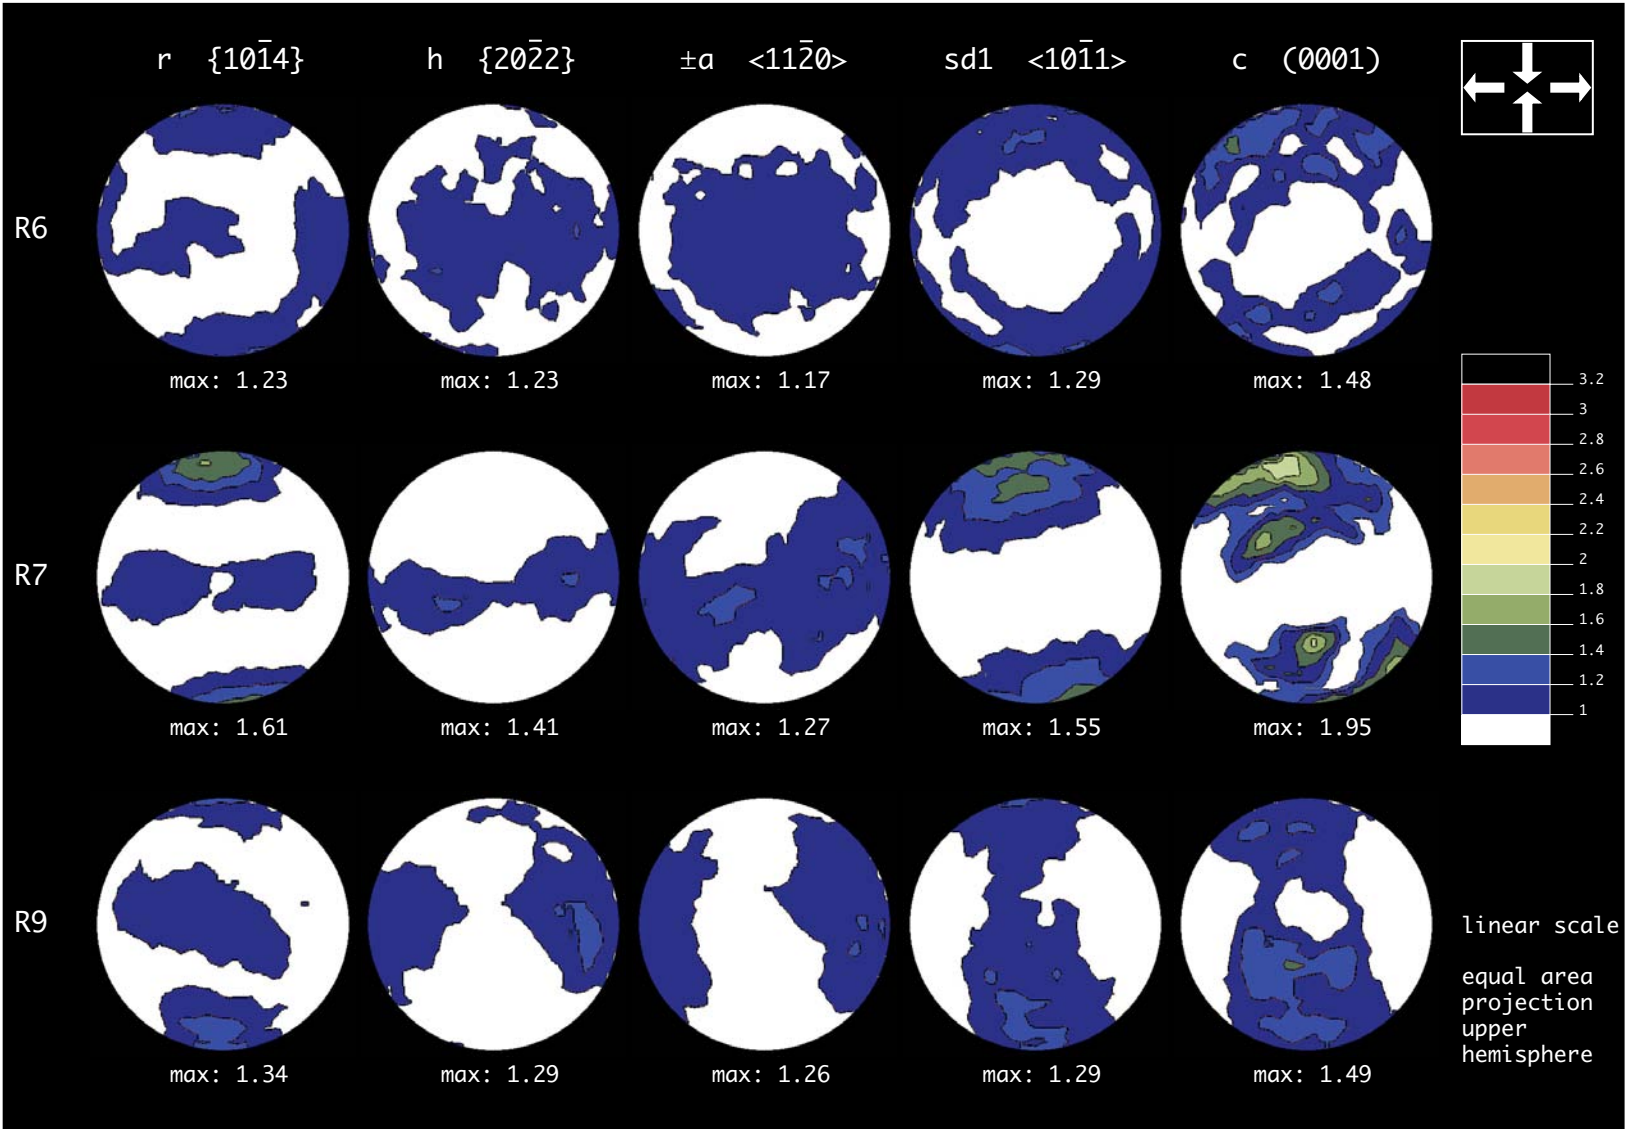 r {101̄4} h {202̄2} ±a <112̄0> sd1 <101̄1> c (0001)
R6
max: 1.23 max: 1.23 max: 1.17 max: 1.29 max: 1.48
3.2
3
2.8
2.6
2.4
2.2
2
1.8
1.6
1.4
1.2
1
R7
max: 1.61 max: 1.41 max: 1.27 max: 1.55 max: 1.95
R9
max: 1.34 max: 1.29 max: 1.26 max: 1.29 max: 1.49
linear scale
equal area
projection
upper
hemisphere